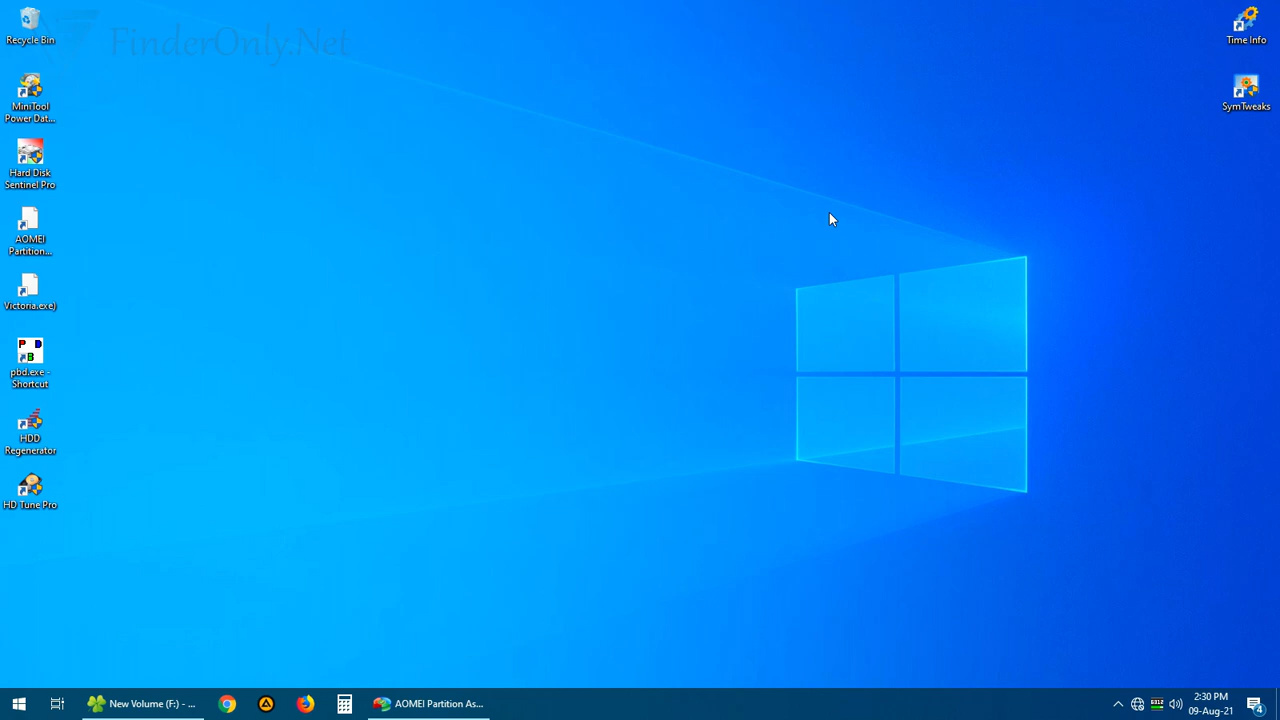 FinderOnly.Net
Recycle Bin
MiniTool
Power Dat...
Hard Disk
Sentinel Pro
AOMEI
Partition...
Victoria.exe)
P D
B
pbd.exe -
Shortcut
HDD
Regenerator
HD Tune Pro
Time Info
SymTweaks
New Volume (F:) - ...
AOMEI Partition As...
2:30 PM
09-Aug-21
4